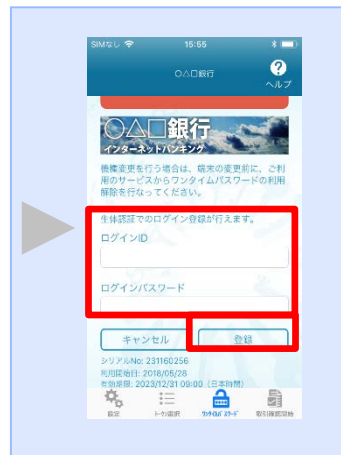 SIMなし 15:55
○△□銀行
?
ヘルプ
○△□銀行
インターネットバンキング
機種変更を行う場合は、端末の変更前に、ご利
用のサービスからワンタイムパスワードの利用
解除を行なってください。
生体認証でのログイン登録が行えます。
ログインID
ログインパスワード
キャンセル 登録
シリアルNo: 231160256
利用開始日: 2018/05/28
有効期限: 2023/12/31 09:00 (日本時間)
設定 トークン選択 ワンタイムパスワード 取引確認開始